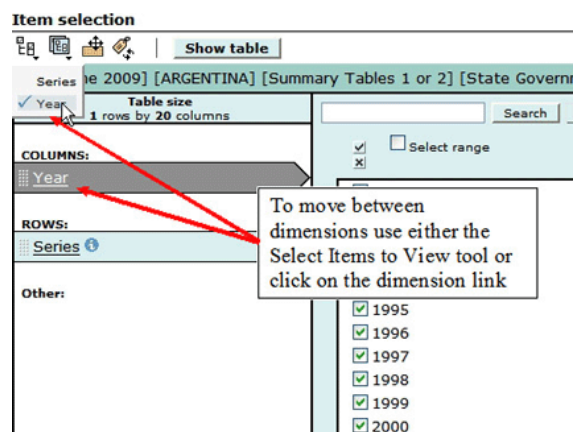 Item selection
Show table
Series
Year
ne 2009] [ARGENTINA] [Summary Tables 1 or 2] [State Govern
Table size
1 rows by 20 columns
Search
Select range
COLUMNS:
Year
ROWS:
Series
Other:
To move between
dimensions use either the
Select Items to View tool or
click on the dimension link
1995
1996
1997
1998
1999
2000